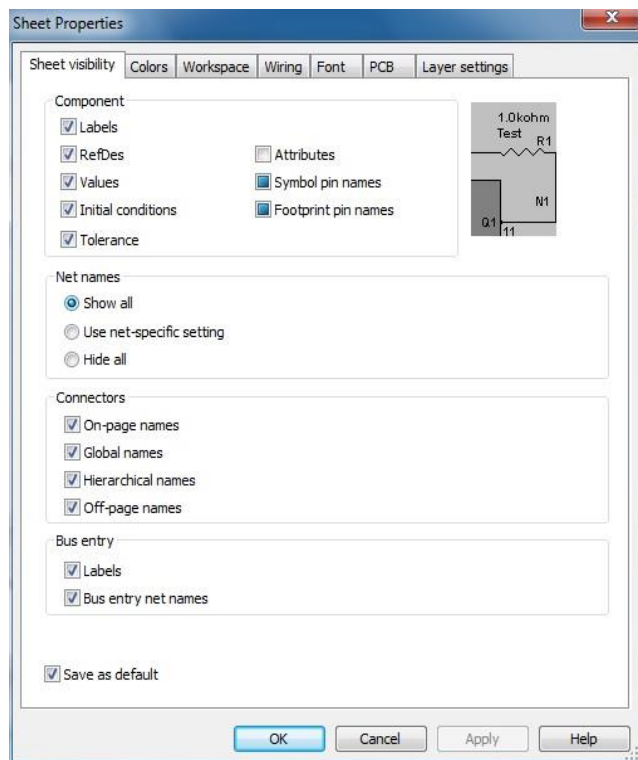 Sheet Properties
Sheet visibility Colors Workspace Wiring Font PCB Layer settings
Component
Labels
RefDes
Attributes
Values
Symbol pin names
Initial conditions
Footprint pin names
Tolerance
1.0kohm
Test
R1
N1
Q1
11
Net names
Show all
Use net-specific setting
Hide all
Connectors
On-page names
Global names
Hierarchical names
Off-page names
Bus entry
Labels
Bus entry net names
Save as default
OK Cancel Apply Help